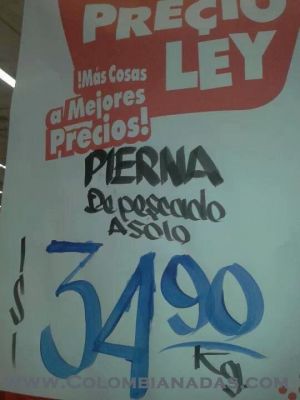 PRECIO
LEY
!Más Cosas
a Mejores
Precios!
PIERNA
De pescado
A SOLO
¡S/ 34 90
Kg
www.Colombianadas.com